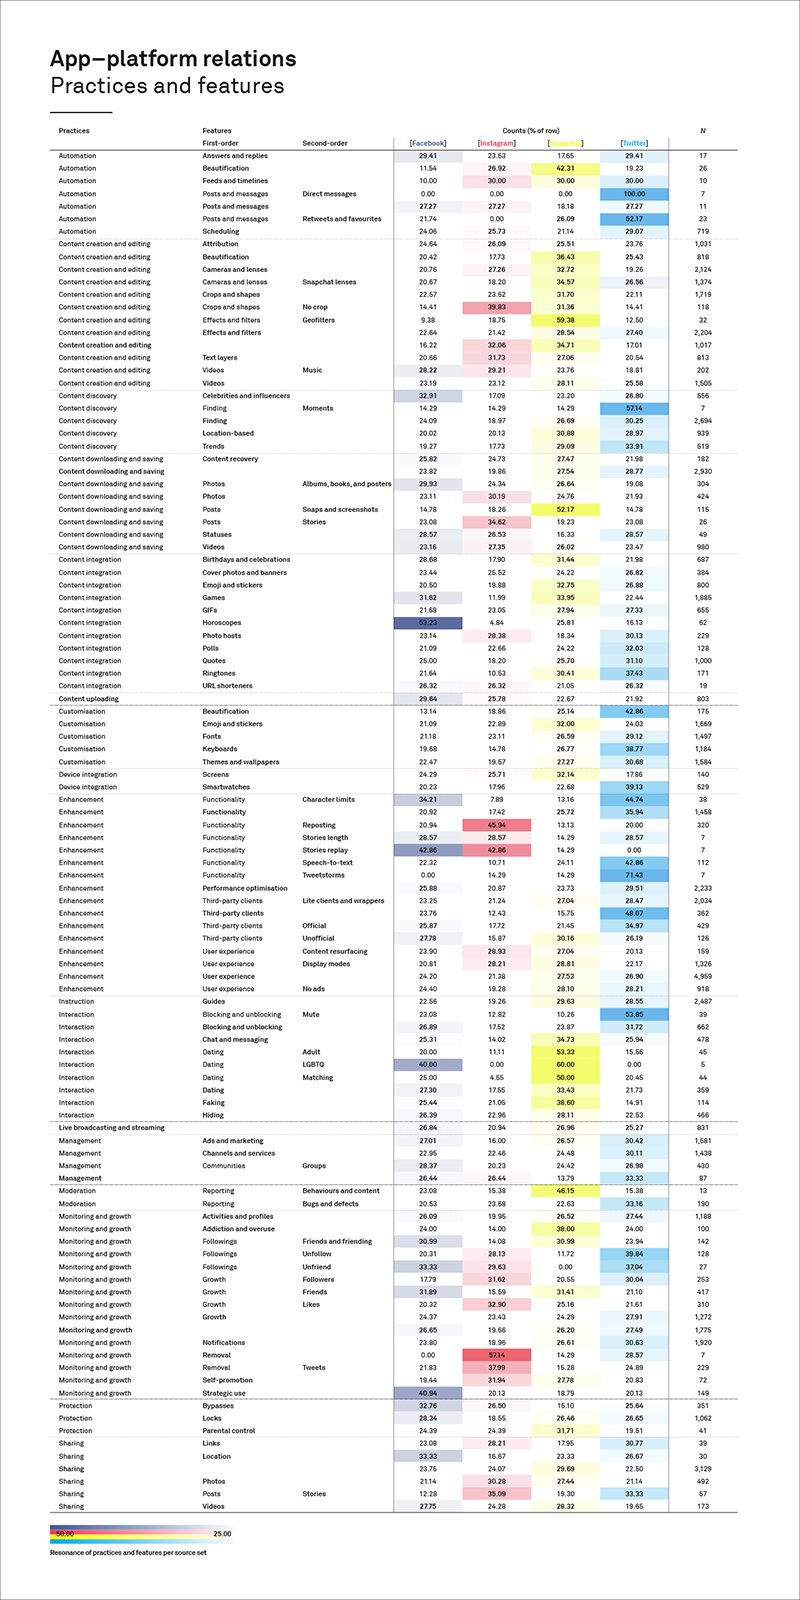 App–platform relations
Practices and features
Practices Features Counts (% of row) N
First-order Second-order [Facebook] [Instagram] [Snapchat] [Twitter]
Automation Answers and replies 29.41 23.53 17.65 29.41 17
Automation Beautification 11.54 26.92 42.31 19.23 26
Automation Feeds and timelines 10.00 30.00 30.00 30.00 10
Automation Posts and messages Direct messages 0.00 0.00 0.00 100.00 7
Automation Posts and messages 27.27 27.27 18.18 27.27 11
Automation Posts and messages Retweets and favourites 21.74 0.00 26.09 52.17 23
Automation Scheduling 24.06 25.73 21.14 29.07 719
Content creation and editing Attribution 24.64 26.09 25.51 23.76 1,031
Content creation and editing Beautification 20.42 17.73 36.43 25.43 818
Content creation and editing Cameras and lenses 20.76 27.26 32.72 19.26 2,124
Content creation and editing Cameras and lenses Snapchat lenses 20.67 18.20 34.57 26.56 1,374
Content creation and editing Crops and shapes 22.57 23.62 31.70 22.11 1,719
Content creation and editing Crops and shapes No crop 14.41 39.83 31.36 14.41 118
Content creation and editing Effects and filters Geofilters 9.38 18.75 59.38 12.50 32
Content creation and editing Effects and filters 22.64 21.42 28.54 27.40 2,204
Content creation and editing 16.22 32.06 34.71 17.01 1,017
Content creation and editing Text layers 20.66 31.73 27.06 20.54 813
Content creation and editing Videos Music 28.22 29.21 23.76 18.81 202
Content creation and editing Videos 23.19 23.12 28.11 25.58 1,505
Content discovery Celebrities and influencers 32.91 17.09 23.20 26.80 556
Content discovery Finding Moments 14.29 14.29 14.29 57.14 7
Content discovery Finding 24.09 18.97 26.69 30.25 2,694
Content discovery Location-based 20.02 20.13 30.88 28.97 939
Content discovery Trends 19.27 17.73 29.09 33.91 519
Content downloading and saving Content recovery 25.82 24.73 27.47 21.98 182
Content downloading and saving 23.82 19.86 27.54 28.77 2,930
Content downloading and saving Photos Albums, books, and posters 29.93 24.34 26.64 19.08 304
Content downloading and saving Photos 23.11 30.19 24.76 21.93 424
Content downloading and saving Posts Snaps and screenshots 14.78 18.26 52.17 14.78 115
Content downloading and saving Posts Stories 23.08 34.62 19.23 23.08 26
Content downloading and saving Statuses 28.57 26.53 16.33 28.57 49
Content downloading and saving Videos 23.16 27.35 26.02 23.47 980
Content integration Birthdays and celebrations 28.68 17.90 31.44 21.98 687
Content integration Cover photos and banners 23.44 25.52 24.22 26.82 384
Content integration Emoji and stickers 20.50 19.88 32.75 26.88 800
Content integration Games 31.62 11.99 33.95 22.44 1,885
Content integration GIFs 21.68 23.05 27.94 27.33 655
Content integration Horoscopes 53.23 4.84 25.81 16.13 62
Content integration Photo hosts 23.14 28.38 18.34 30.13 229
Content integration Polls 21.09 22.66 24.22 32.03 128
Content integration Quotes 25.00 18.20 25.70 31.10 1,000
Content integration Ringtones 21.64 10.53 30.41 37.43 171
Content integration URL shorteners 26.32 26.32 21.05 26.32 19
Content uploading 29.64 25.78 22.67 21.92 803
Customisation Beautification 13.14 18.86 25.14 42.86 175
Customisation Emoji and stickers 21.09 22.89 32.00 24.03 1,669
Customisation Fonts 21.18 23.11 26.59 29.12 1,497
Customisation Keyboards 19.68 14.78 26.77 38.77 1,184
Customisation Themes and wallpapers 22.47 19.57 27.27 30.68 1,584
Device integration Screens 24.29 25.71 32.14 17.86 140
Device integration Smartwatches 20.23 17.96 22.68 39.13 529
Enhancement Functionality Character limits 34.21 7.89 13.16 44.74 38
Enhancement Functionality 20.92 17.42 25.72 35.94 1,458
Enhancement Functionality Reposting 20.94 45.94 13.13 20.00 320
Enhancement Functionality Stories length 28.57 28.57 14.29 28.57 7
Enhancement Functionality Stories replay 42.86 42.86 14.29 0.00 7
Enhancement Functionality Speech-to-text 22.32 10.71 24.11 42.86 112
Enhancement Functionality Tweetstorms 0.00 14.29 14.29 71.43 7
Enhancement Performance optimisation 25.88 20.87 23.73 29.51 2,233
Enhancement Third-party clients Lite clients and wrappers 23.25 21.24 27.04 28.47 2,034
Enhancement Third-party clients 23.76 12.43 15.75 48.07 362
Enhancement Third-party clients Official 25.87 17.72 21.45 34.97 429
Enhancement Third-party clients Unofficial 27.78 15.87 30.16 26.19 126
Enhancement User experience Content resurfacing 23.90 28.93 27.04 20.13 159
Enhancement User experience Display modes 20.81 28.21 28.81 22.17 1,326
Enhancement User experience 24.20 21.38 27.53 26.90 4,959
Enhancement User experience No ads 24.40 19.28 28.10 28.21 918
Instruction Guides 22.56 19.26 29.63 28.55 2,487
Interaction Blocking and unblocking Mute 23.08 12.82 10.26 53.85 39
Interaction Blocking and unblocking 26.89 17.52 23.87 31.72 662
Interaction Chat and messaging 25.31 14.02 34.73 25.94 478
Interaction Dating Adult 20.00 11.11 53.33 15.56 45
Interaction Dating LGBTQ 40.00 0.00 60.00 0.00 5
Interaction Dating Matching 25.00 4.55 50.00 20.45 44
Interaction Dating 27.30 17.55 33.43 21.73 359
Interaction Faking 25.44 21.05 38.60 14.91 114
Interaction Hiding 26.39 22.96 28.11 22.53 466
Live broadcasting and streaming 26.84 20.94 26.96 25.27 831
Management Ads and marketing 27.01 16.00 26.57 30.42 1,581
Management Channels and services 22.95 22.46 24.48 30.11 1,438
Management Communities Groups 28.37 20.23 24.42 26.98 430
Management 26.44 26.44 13.79 33.33 87
Moderation Reporting Behaviours and content 23.08 15.38 46.15 15.38 13
Moderation Reporting Bugs and defects 20.53 23.68 22.63 33.16 190
Monitoring and growth Activities and profiles 26.09 19.95 26.52 27.44 1,188
Monitoring and growth Addiction and overuse 24.00 14.00 38.00 24.00 100
Monitoring and growth Followings Friends and friending 30.99 14.08 30.99 23.94 142
Monitoring and growth Followings Unfollow 20.31 28.13 11.72 39.84 128
Monitoring and growth Followings Unfriend 33.33 29.63 0.00 37.04 27
Monitoring and growth Growth Followers 17.79 31.62 20.55 30.04 253
Monitoring and growth Growth Friends 31.89 15.59 31.41 21.10 417
Monitoring and growth Growth Likes 20.32 32.90 25.16 21.61 310
Monitoring and growth Growth 24.37 23.43 24.29 27.91 1,272
Monitoring and growth 26.65 19.66 26.20 27.49 1,775
Monitoring and growth Notifications 23.80 18.96 26.61 30.63 1,920
Monitoring and growth Removal 0.00 57.14 14.29 28.57 7
Monitoring and growth Removal Tweets 21.83 37.99 15.28 24.89 229
Monitoring and growth Self-promotion 19.44 31.94 27.78 20.83 72
Monitoring and growth Strategic use 40.94 20.13 18.79 20.13 149
Protection Bypasses 32.76 26.50 15.10 25.64 351
Protection Locks 28.34 18.55 26.46 26.65 1,062
Protection Parental control 24.39 24.39 31.71 19.51 41
Sharing Links 23.08 28.21 17.95 30.77 39
Sharing Location 33.33 16.67 23.33 26.67 30
Sharing 23.75 24.07 29.69 22.50 3,129
Sharing Photos 21.14 30.28 27.44 21.14 492
Sharing Posts Stories 12.28 35.09 19.30 33.33 57
Sharing Videos 27.75 24.28 28.32 19.65 173
50.00 25.00
Resonance of practices and features per source set